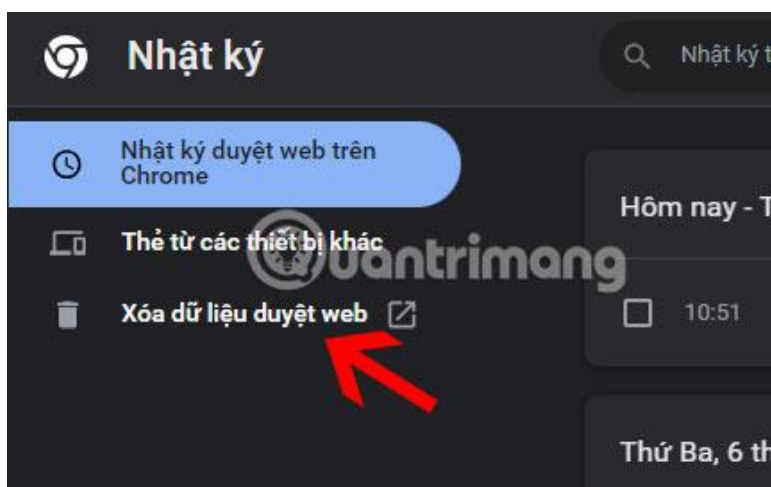 Nhật ký
Nhật ký
Nhật ký duyệt web trên
Chrome
Hôm nay -
Thẻ từ các thiết bị khác
uantrimang
Xóa dữ liệu duyệt web
10:51
Thứ Ba, 6